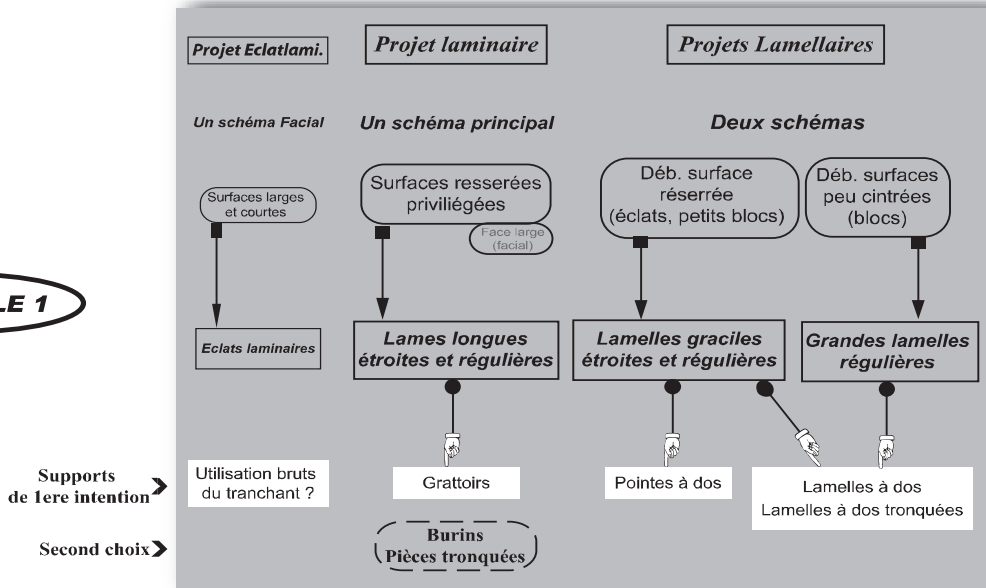 Projet Eclatlami.
Projet laminaire
Projets Lamellaires
Un schéma Facial
Un schéma principal
Deux schémas
Surfaces larges
et courtes
Surfaces resserées
priviliégées
Face large
(facial)
Déb. surface
réserrée
(éclats, petits blocs)
Déb. surfaces
peu cintrées
(blocs)
LE 1
Eclats laminaires
Lames longues
étroites et régulières
Lamelles graciles
étroites et régulières
Grandes lamelles
régulières
Supports
de 1ere intention
Utilisation bruts
du tranchant ?
Grattoirs
Pointes à dos
Lamelles à dos
Lamelles à dos tronquées
Second choix
Burins
Pièces tronquées